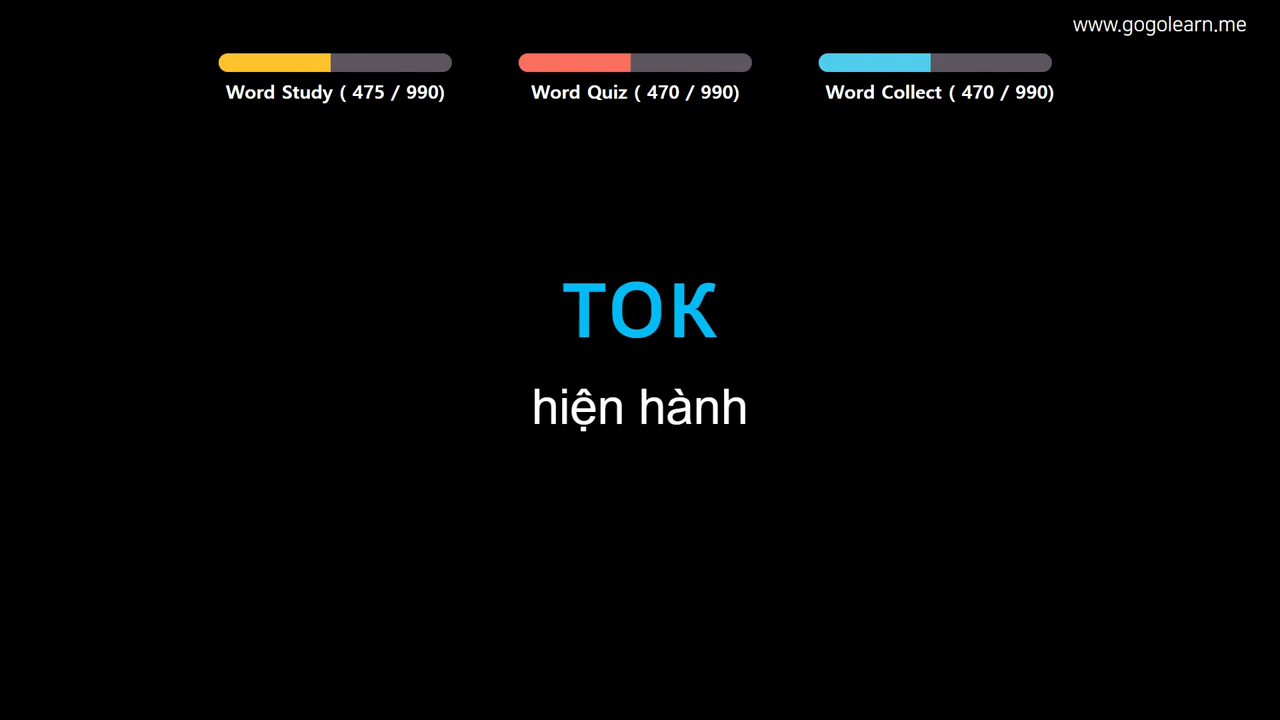 www.gogolearn.me
Word Study ( 475 / 990)
Word Quiz ( 470 / 990)
Word Collect ( 470 / 990)
ток
hiện hành